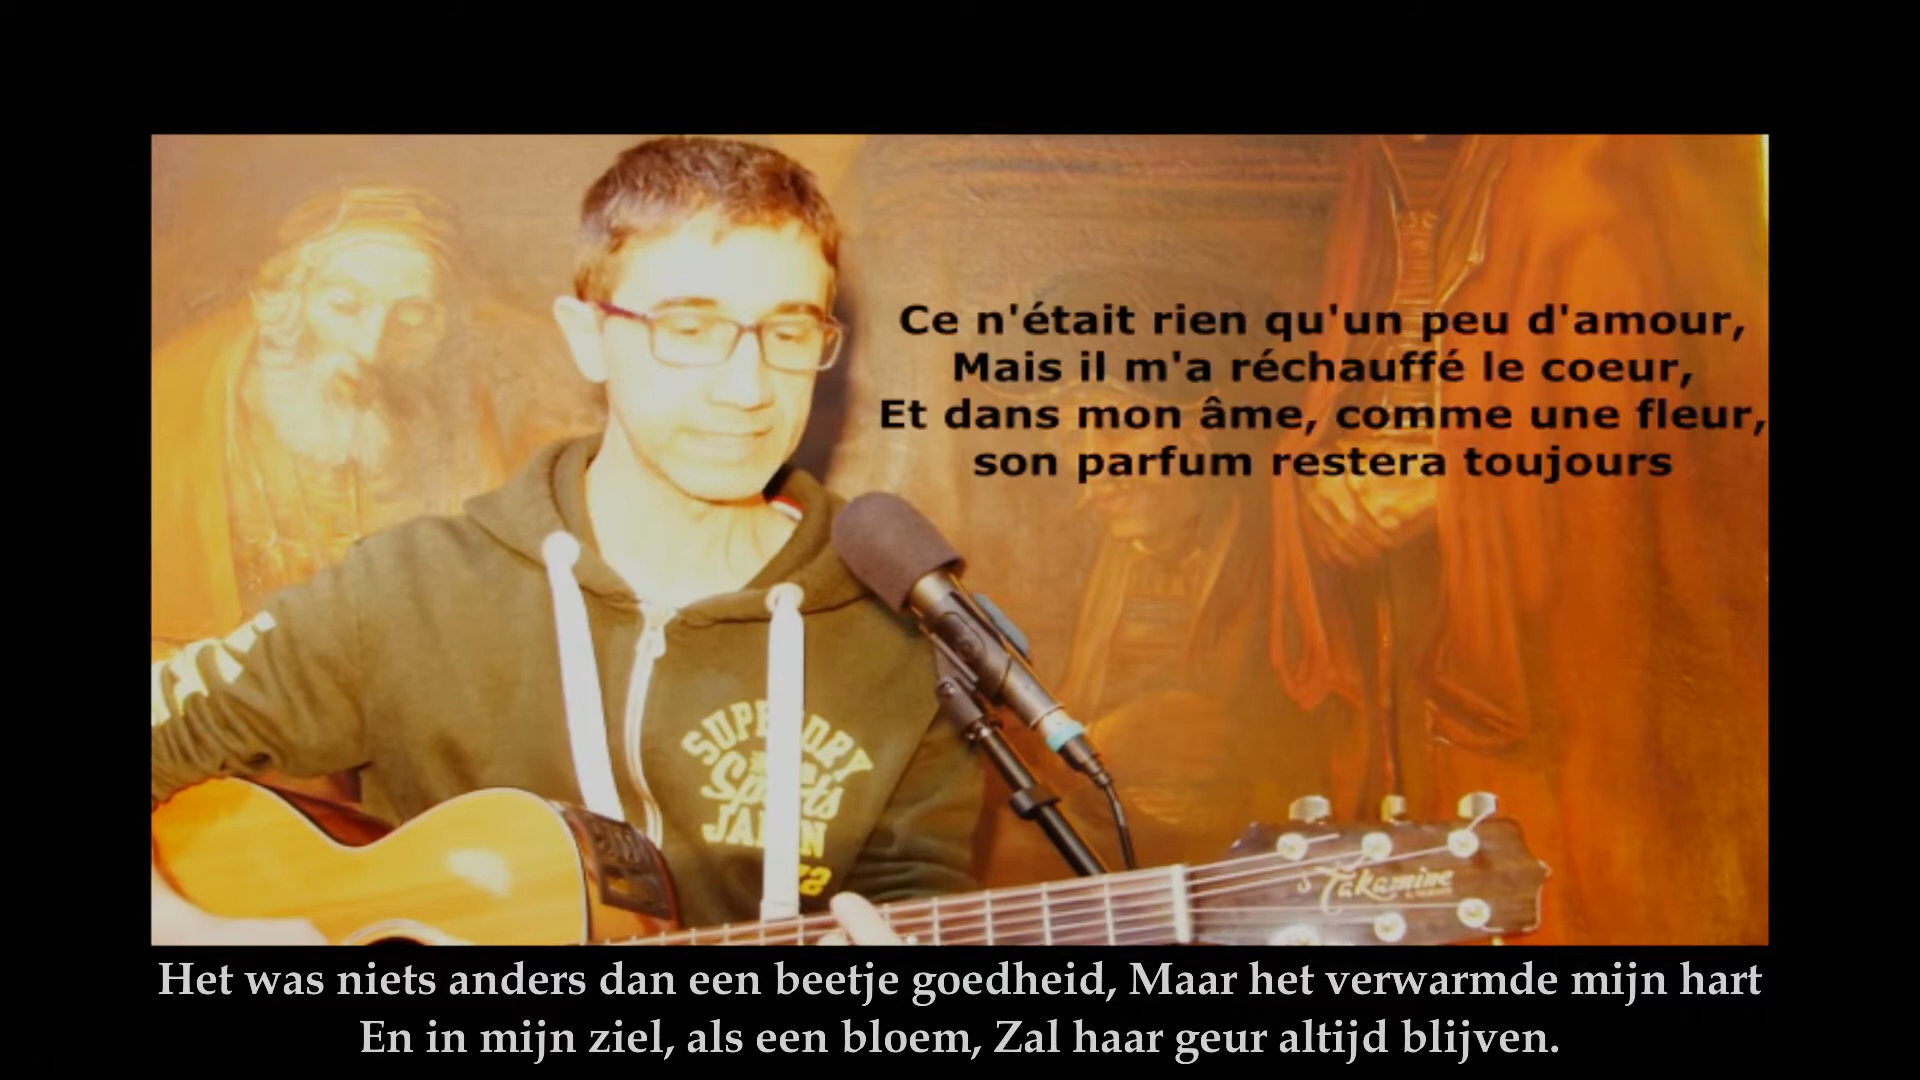 Ce n'était rien qu'un peu d'amour,
Mais il m'a réchauffé le coeur,
Et dans mon âme, comme une fleur,
son parfum restera toujours
Sports
Takamine
Het was niets anders dan een beetje goedheid, Maar het verwarmde mijn hart
En in mijn ziel, als een bloem, Zal haar geur altijd blijven.